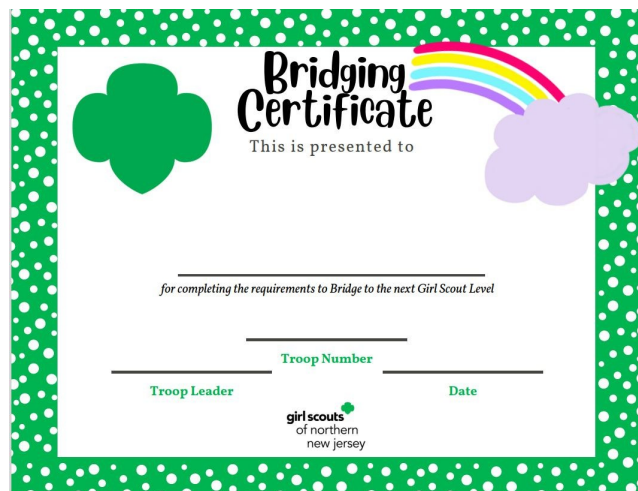 Bridging
Certificate
This is presented to
for completing the requirements to Bridge to the next Girl Scout Level
Troop Number
Troop Leader
Date
girl scouts
of northern
new jersey